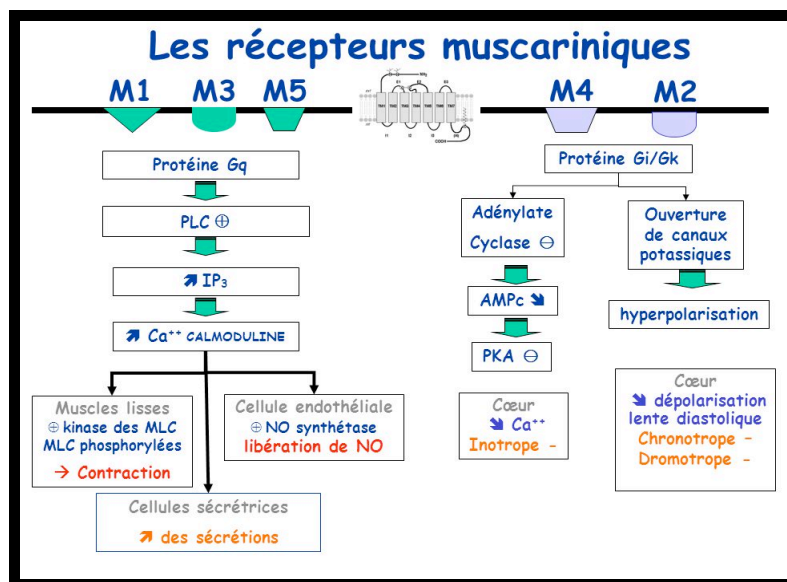 Les récepteurs muscariniques
M1
M3
M5
M4
M2
Protéine Gq
PLC ⊕
↗ IP₃
↗ Ca⁺⁺ CALMODULINE
Muscles lisses
⊕ kinase des MLC
MLC phosphorylées
→ Contraction
Cellule endothéliale
⊕ NO synthétase
libération de NO
Cellules sécrétrices
↗ des sécrétions
Protéine Gi/Gk
Adénylate
Cyclase ⊖
AMPc ↘
PKA ⊖
Cœur
↘ Ca⁺⁺
Inotrope -
Ouverture
de canaux
potassiques
hyperpolarisation
Cœur
↘ dépolarisation
lente diastolique
Chronotrope -
Dromotrope -